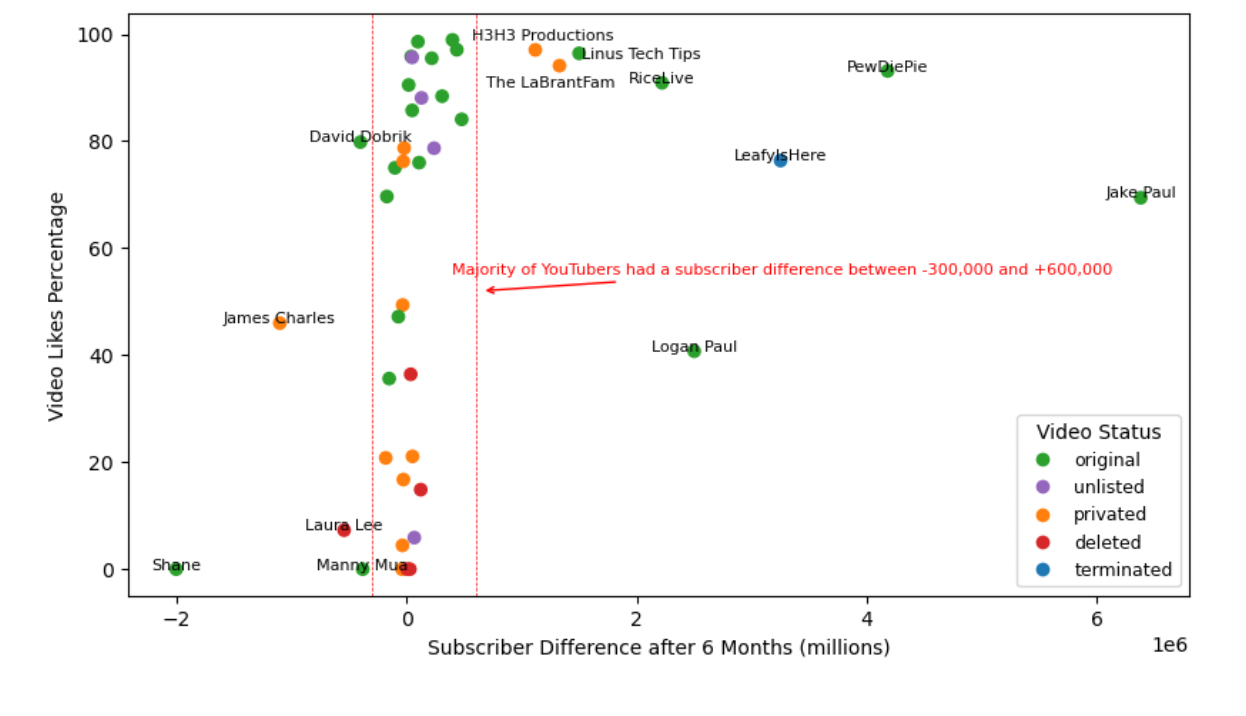 100
80
60
40
20
0
Video Likes Percentage
H3H3 Productions
Linus Tech Tips
The LaBrantFam
RiceLive
PewDiePie
David Dobrik
LeafyIsHere
Jake Paul
Majority of YouTubers had a subscriber difference between -300,000 and +600,000
James Charles
Logan Paul
Laura Lee
Shane
Manny Mua
Video Status
original
unlisted
privated
deleted
terminated
−2
0
2
4
6
1e6
Subscriber Difference after 6 Months (millions)